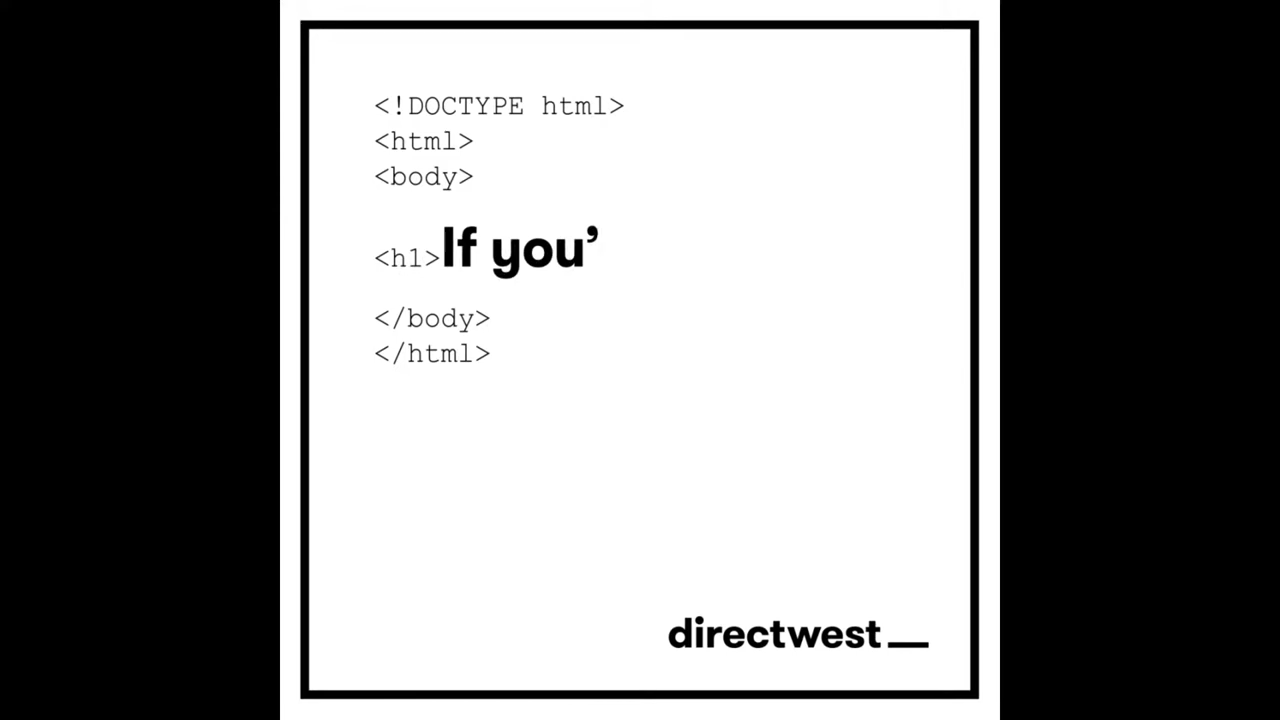 <!DOCTYPE html>
<html>
<body>
<h1>If you’
</body>
</html>
directwest